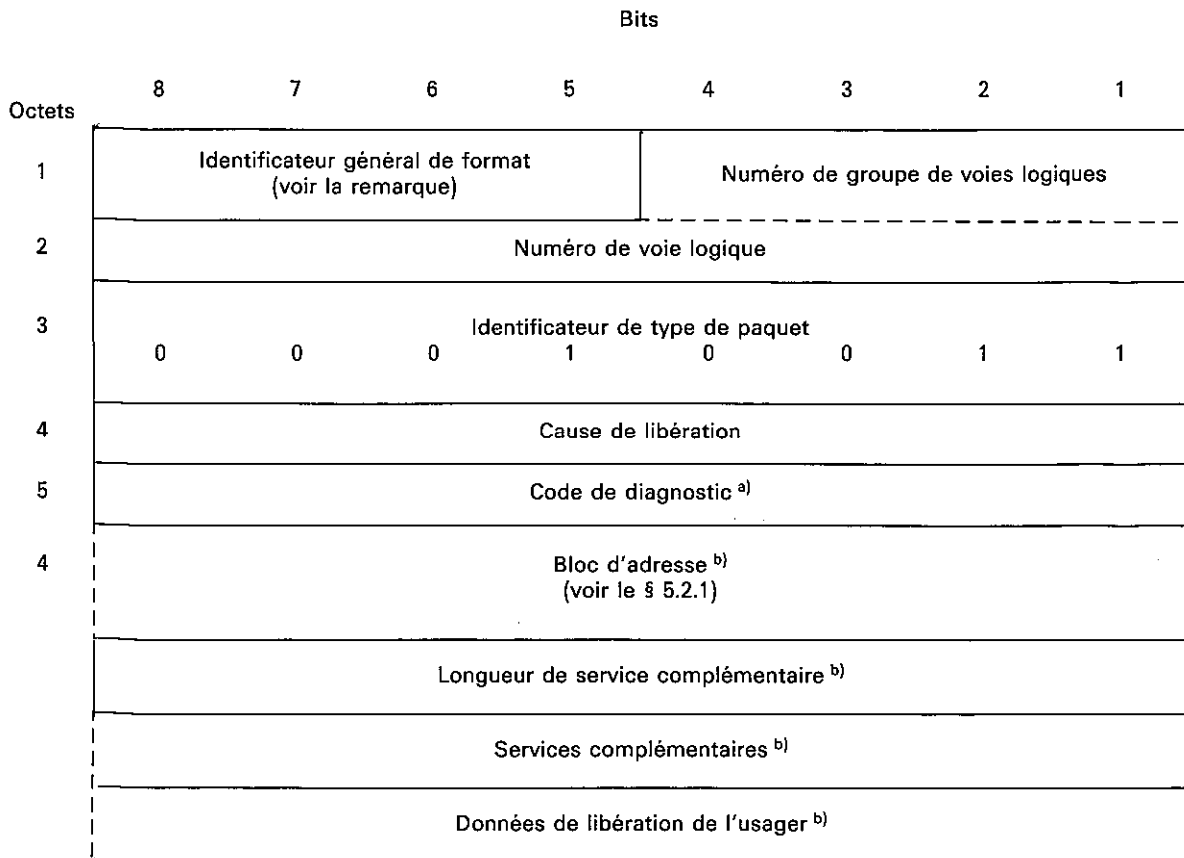 Bits
8 7 6 5 4 3 2 1
Octets
1 Identificateur général de format Numéro de groupe de voies logiques
(voir la remarque)
2 Numéro de voie logique
3 Identificateur de type de paquet
0 0 0 1 0 0 1 1
4 Cause de libération
5 Code de diagnostic a)
4 Bloc d'adresse b)
(voir le § 5.2.1)
Longueur de service complémentaire b)
Services complémentaires b)
Données de libération de l'usager b)